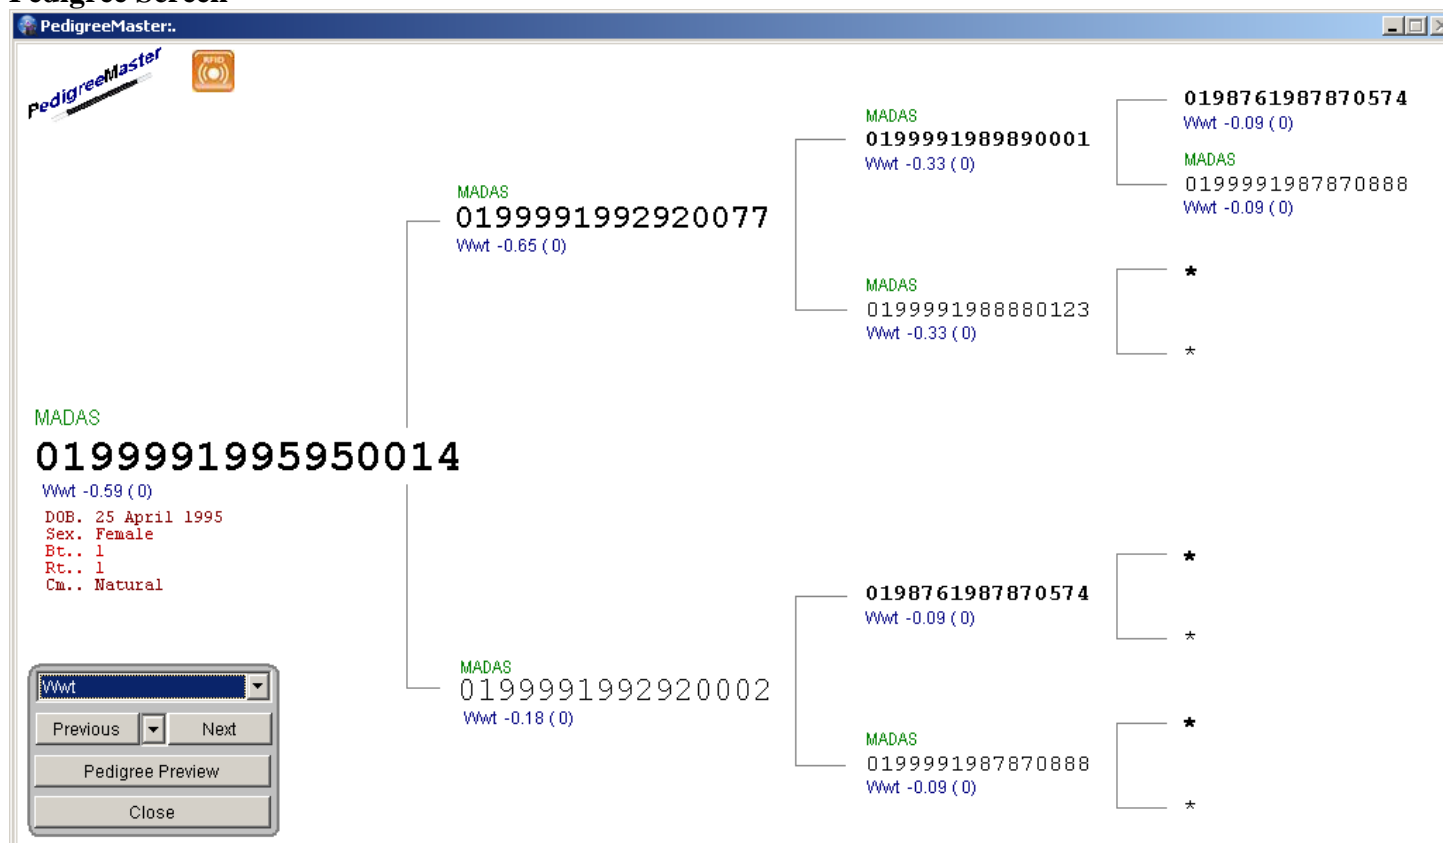 Pedigree Screen
PedigreeMaster:.
PedigreeMaster
RFID
MADAS
0199991995950014
Wwt -0.59 ( 0)
DOB. 25 April 1995
Sex. Female
Bt.. 1
Rt.. 1
Cm.. Natural
MADAS
0199991992920077
Wwt -0.65 ( 0)
MADAS
0199991992920002
Wwt -0.18 ( 0)
MADAS
0199991989890001
Wwt -0.33 ( 0)
MADAS
0199991988880123
Wwt -0.33 ( 0)
0198761987870574
Wwt -0.09 ( 0)
MADAS
0199991987870888
Wwt -0.09 ( 0)
0198761987870574
Wwt -0.09 ( 0)
MADAS
0199991987870888
Wwt -0.09 ( 0)
*
*
*
*
*
*
Wwt
Previous
Next
Pedigree Preview
Close